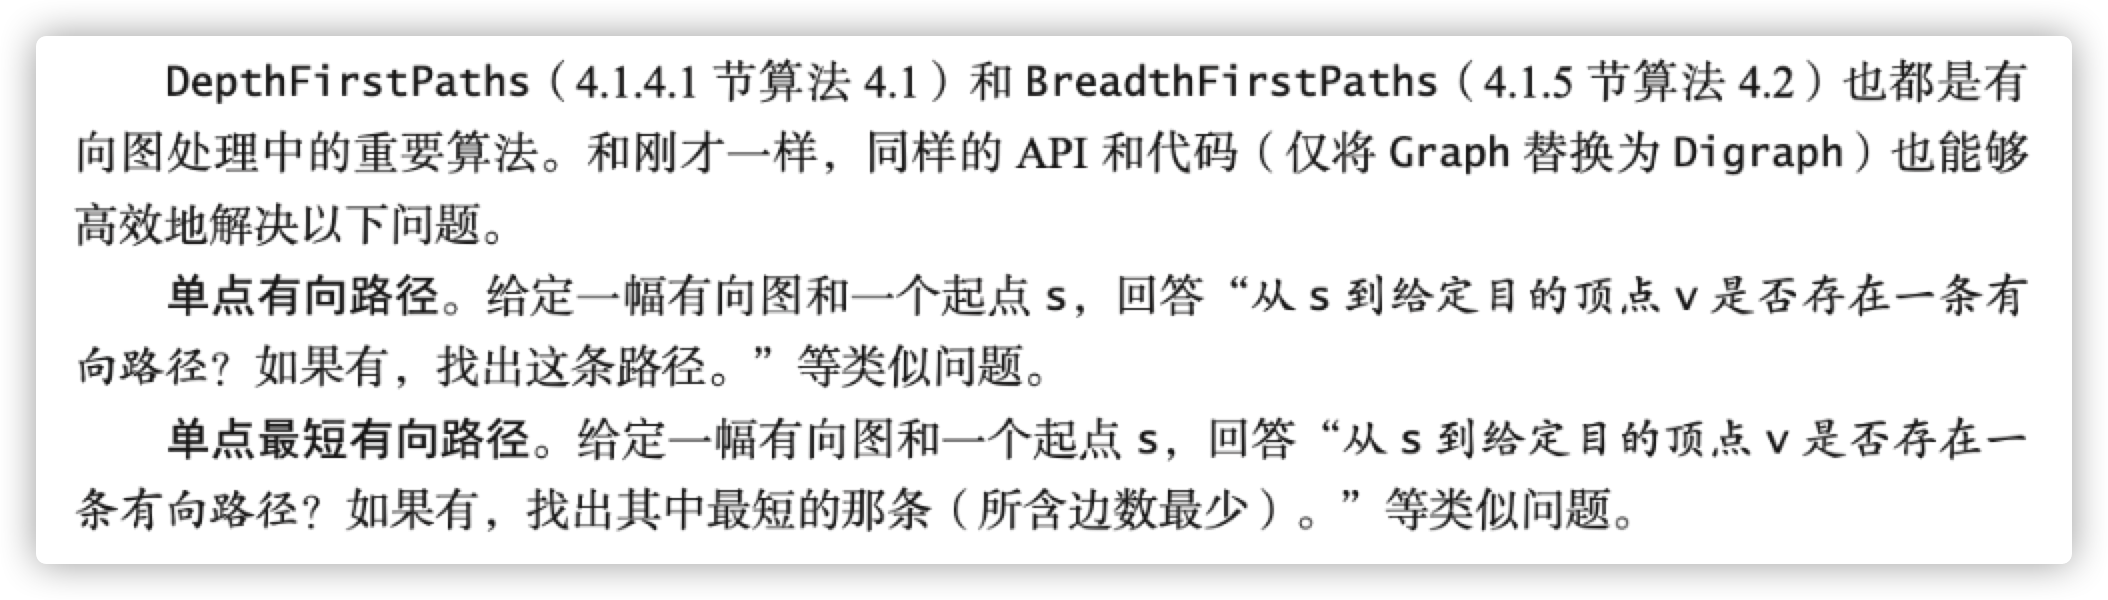 DepthFirstPaths（4.1.4.1 节算法 4.1）和 BreadthFirstPaths（4.1.5 节算法 4.2）也都是有
向图处理中的重要算法。和刚才一样，同样的 API 和代码（仅将 Graph 替换为 Digraph）也能够
高效地解决以下问题。
单点有向路径。给定一幅有向图和一个起点 s，回答“从 s 到给定目的顶点 v 是否存在一条有
向路径？如果有，找出这条路径。”等类似问题。
单点最短有向路径。给定一幅有向图和一个起点 s，回答“从 s 到给定目的顶点 v 是否存在一
条有向路径？如果有，找出其中最短的那条（所含边数最少）。”等类似问题。